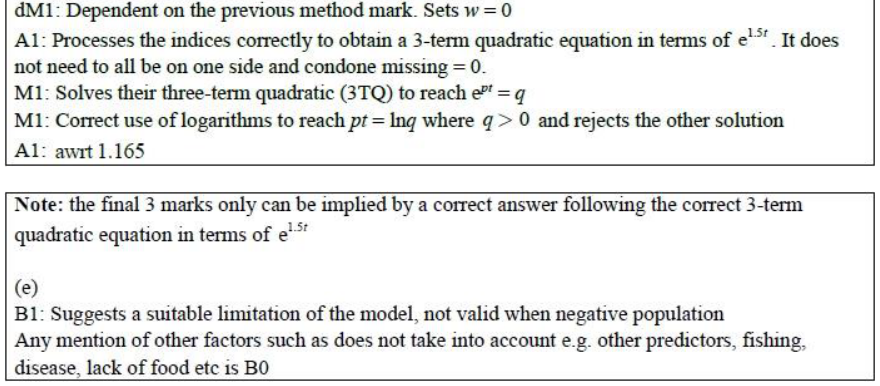 dM1: Dependent on the previous method mark. Sets w = 0
A1: Processes the indices correctly to obtain a 3-term quadratic equation in terms of e^{1.5t}. It does
not need to all be on one side and condone missing = 0.
M1: Solves their three-term quadratic (3TQ) to reach e^{pt} = q
M1: Correct use of logarithms to reach pt = lnq where q > 0 and rejects the other solution
A1: awrt 1.165
Note: the final 3 marks only can be implied by a correct answer following the correct 3-term
quadratic equation in terms of e^{1.5t}
(e)
B1: Suggests a suitable limitation of the model, not valid when negative population
Any mention of other factors such as does not take into account e.g. other predictors, fishing,
disease, lack of food etc is B0